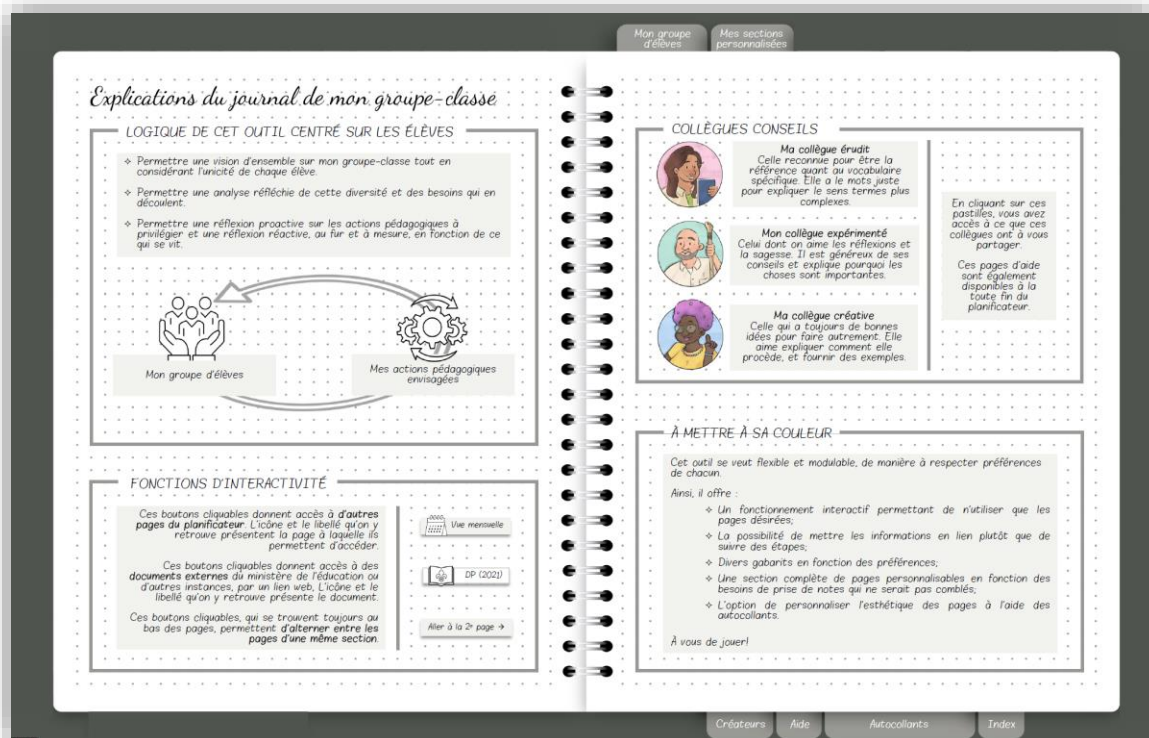 Mon groupe
d'élèves
Mes sections
personnalisées
Explications du journal de mon groupe-classe
LOGIQUE DE CET OUTIL CENTRÉ SUR LES ÉLÈVES
✧ Permettre une vision d'ensemble sur mon groupe-classe tout en
considérant l'unicité de chaque élève.
✧ Permettre une analyse réfléchie de cette diversité et des besoins qui en
découlent.
✧ Permettre une réflexion proactive sur les actions pédagogiques à
privilégier et une réflexion réactive, au fur et à mesure, en fonction de ce
qui se vit.
Mon groupe d'élèves
Mes actions pédagogiques
envisagées
FONCTIONS D'INTERACTIVITÉ
Ces boutons cliquables donnent accès à d'autres
pages du planificateur. L'icône et le libellé qu'on y
retrouve présentent la page à laquelle ils
permettent d'accéder.
Vue mensuelle
Ces boutons cliquables donnent accès à des
documents externes du ministère de l'éducation ou
d'autres instances, par un lien web. L'icône et le
libellé qu'on y retrouve présente le document.
DP (2021)
Ces boutons cliquables, qui se trouvent toujours au
bas des pages, permettent d'alterner entre les
pages d'une même section.
Aller à la 2e page →
COLLÈGUES CONSEILS
Ma collègue érudit
Celle reconnue pour être la
référence quant au vocabulaire
spécifique. Elle a le mots juste
pour expliquer le sens termes plus
complexes.
Mon collègue expérimenté
Celui dont on aime les réflexions et
la sagesse. Il est généreux de ses
conseils et explique pourquoi les
choses sont importantes.
Ma collègue créative
Celle qui a toujours de bonnes
idées pour faire autrement. Elle
aime expliquer comment elle
procède, et fournir des exemples.
En cliquant sur ces
pastilles, vous avez
accès à ce que ces
collègues ont à vous
partager.
Ces pages d'aide
sont également
disponibles à la
toute fin du
planificateur.
À METTRE À SA COULEUR
Cet outil se veut flexible et modulable, de manière à respecter préférences
de chacun.
Ainsi, il offre :
✧ Un fonctionnement interactif permettant de n'utiliser que les
pages désirées;
✧ La possibilité de mettre les informations en lien plutôt que de
suivre des étapes;
✧ Divers gabarits en fonction des préférences;
✧ Une section complète de pages personnalisables en fonction des
besoins de prise de notes qui ne serait pas comblés;
✧ L'option de personnaliser l'esthétique des pages à l'aide des
autocollants.
À vous de jouer!
Créateurs
Aide
Autocollants
Index